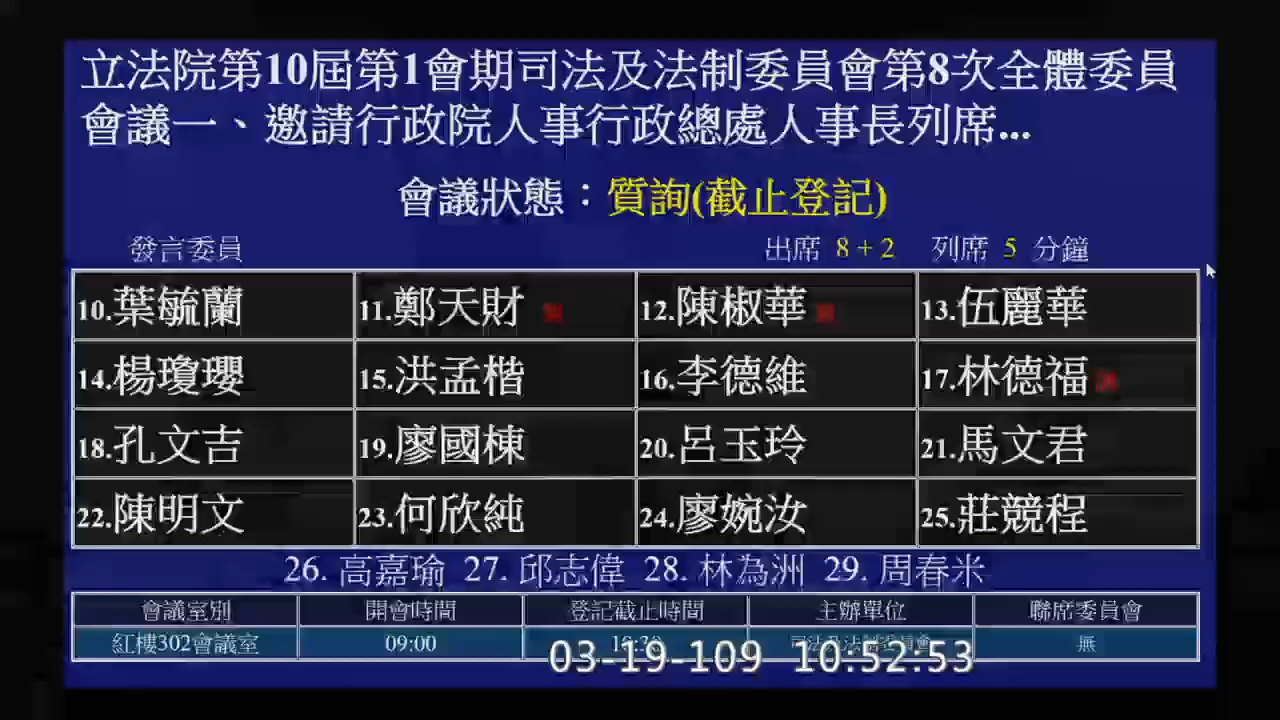 立法院第10屆第1會期司法及法制委員會第8次全體委員
會議一、邀請行政院人事行政總處人事長列席...
會議狀態：質詢(截止登記)
發言委員 出席 8 + 2 列席 5 分鐘
10.葉毓蘭 11.鄭天財 12.陳椒華 13.伍麗華
14.楊瓊瓔 15.洪孟楷 16.李德維 17.林德福
18.孔文吉 19.廖國棟 20.呂玉玲 21.馬文君
22.陳明文 23.何欣純 24.廖婉汝 25.莊競程
26. 高嘉瑜 27. 邱志偉 28. 林為洲 29. 周春米
會議室別 開會時間 登記截止時間 主辦單位 聯席委員會
紅樓302會議室 09:00 司法及法制委員會 無
03-19-109 10:52:53